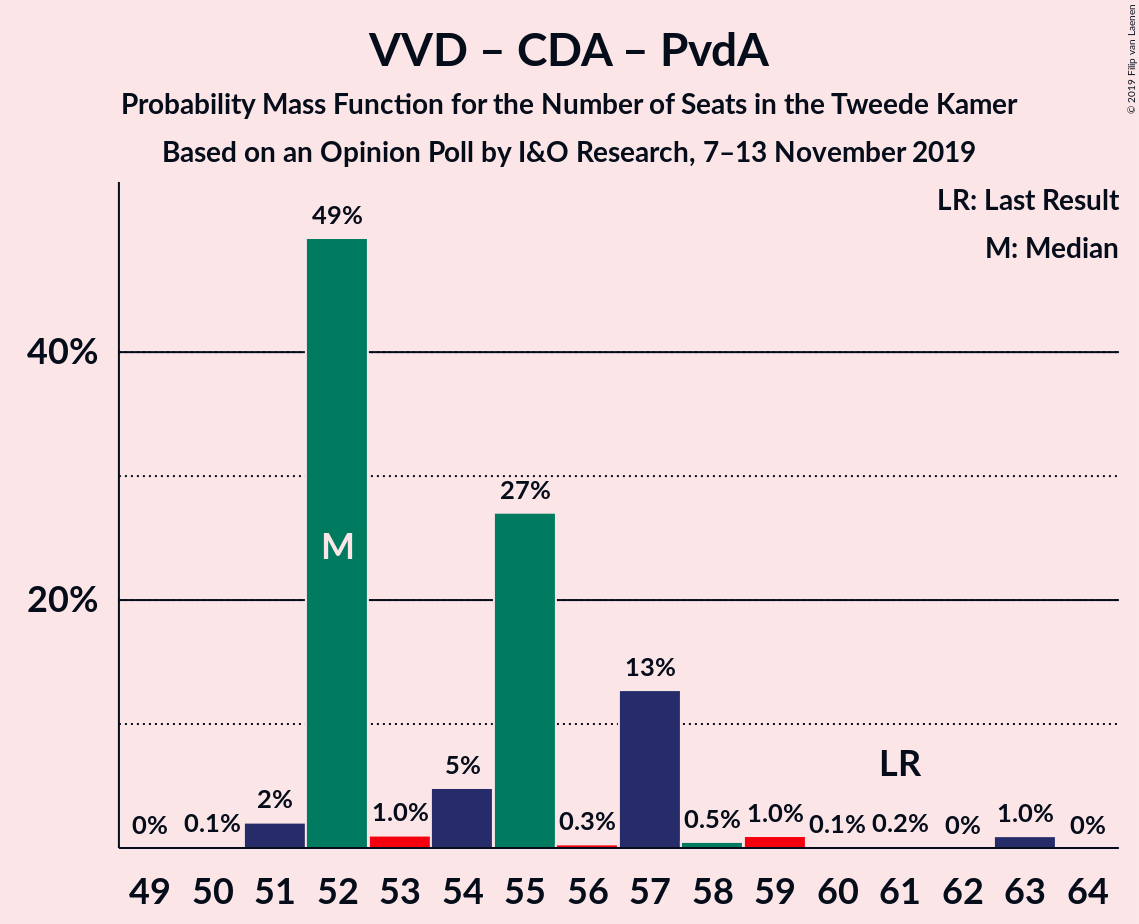 VVD – CDA – PvdA
Probability Mass Function for the Number of Seats in the Tweede Kamer
Based on an Opinion Poll by I&O Research, 7–13 November 2019
© 2019 Filip van Laenen
LR: Last Result
M: Median
40%
20%
0%
0.1%
2%
49%
M
1.0%
5%
27%
0.3%
13%
0.5%
1.0%
0.1%
LR
0.2%
0%
1.0%
0%
49 50 51 52 53 54 55 56 57 58 59 60 61 62 63 64